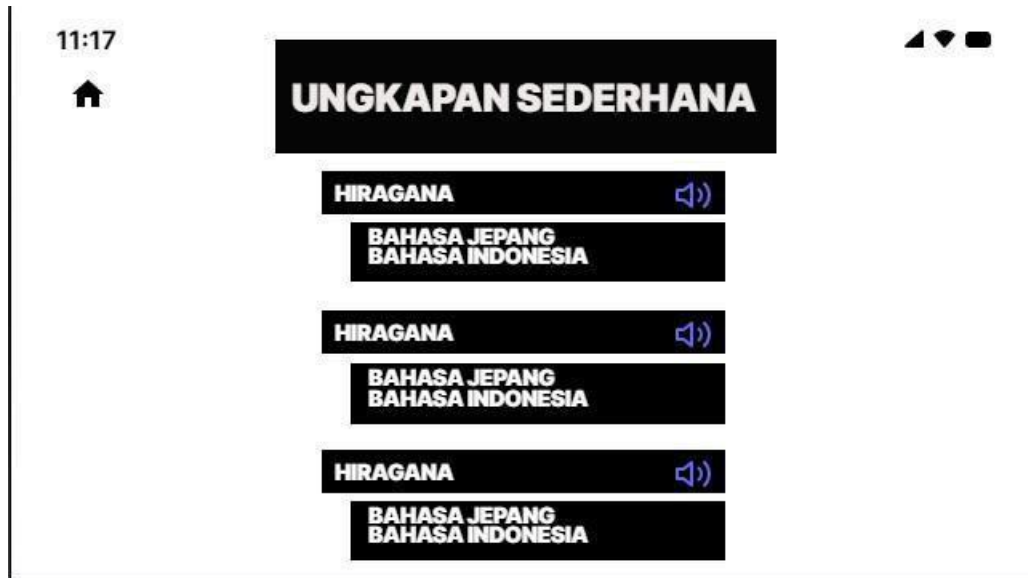 11:17
UNGKAPAN SEDERHANA
HIRAGANA
BAHASA JEPANG
BAHASA INDONESIA
HIRAGANA
BAHASA JEPANG
BAHASA INDONESIA
HIRAGANA
BAHASA JEPANG
BAHASA INDONESIA